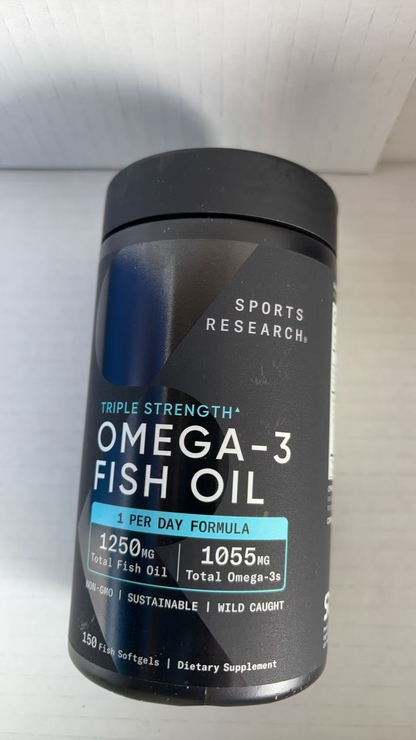 SPORTS
RESEARCH®
TRIPLE STRENGTH▲
OMEGA-3
FISH OIL
1 PER DAY FORMULA
1250MG | 1055MG
Total Fish Oil | Total Omega-3s
NON-GMO | SUSTAINABLE | WILD CAUGHT
150 Fish Softgels | Dietary Supplement